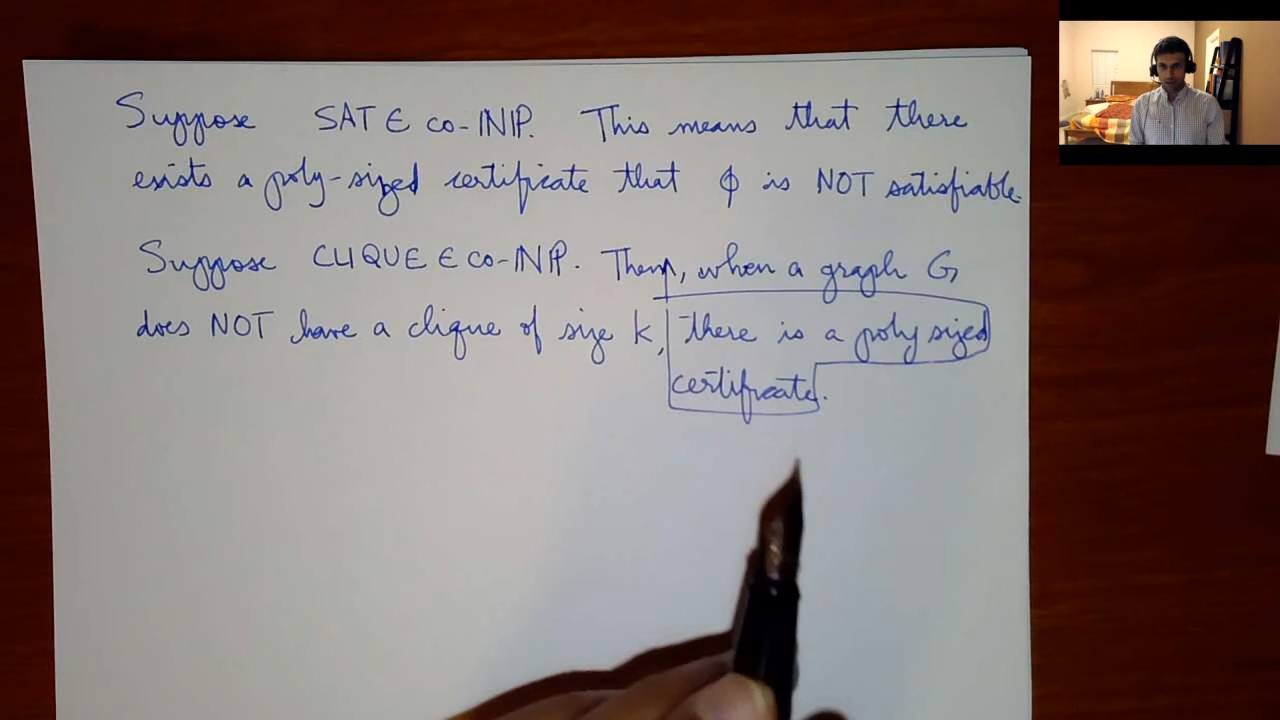 Suppose SAT ∈ co-NP. This means that there
exists a poly-sized certificate that φ is NOT satisfiable.
Suppose CLIQUE ∈ co-NP. Then, when a graph G
does NOT have a clique of size k, there is a poly sized
certificate.